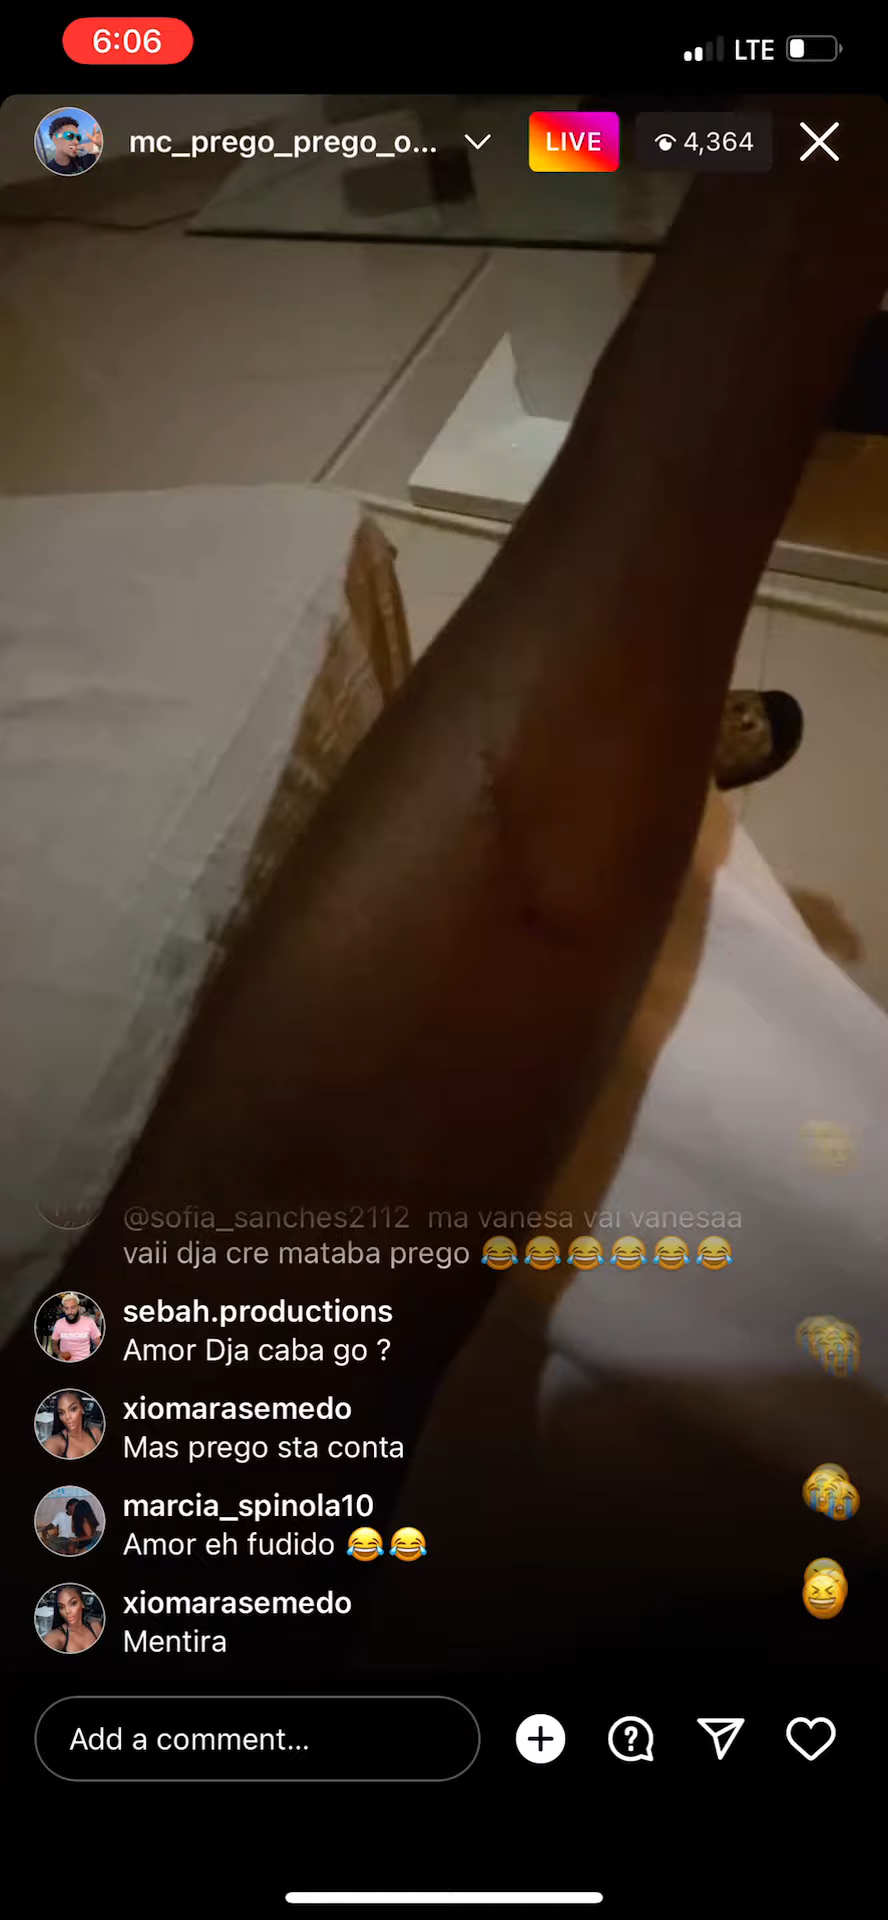 6:06
LTE
mc_prego_prego_o...
LIVE
4,364
@sofia_sanches2112 ma vanesa vai vanesaa
vaii dja cre mataba prego 😂😂😂😂😂😂
sebah.productions
Amor Dja caba go ?
xiomarasemedo
Mas prego sta conta
marcia_spinola10
Amor eh fudido 😂😂
xiomarasemedo
Mentira
Add a comment...